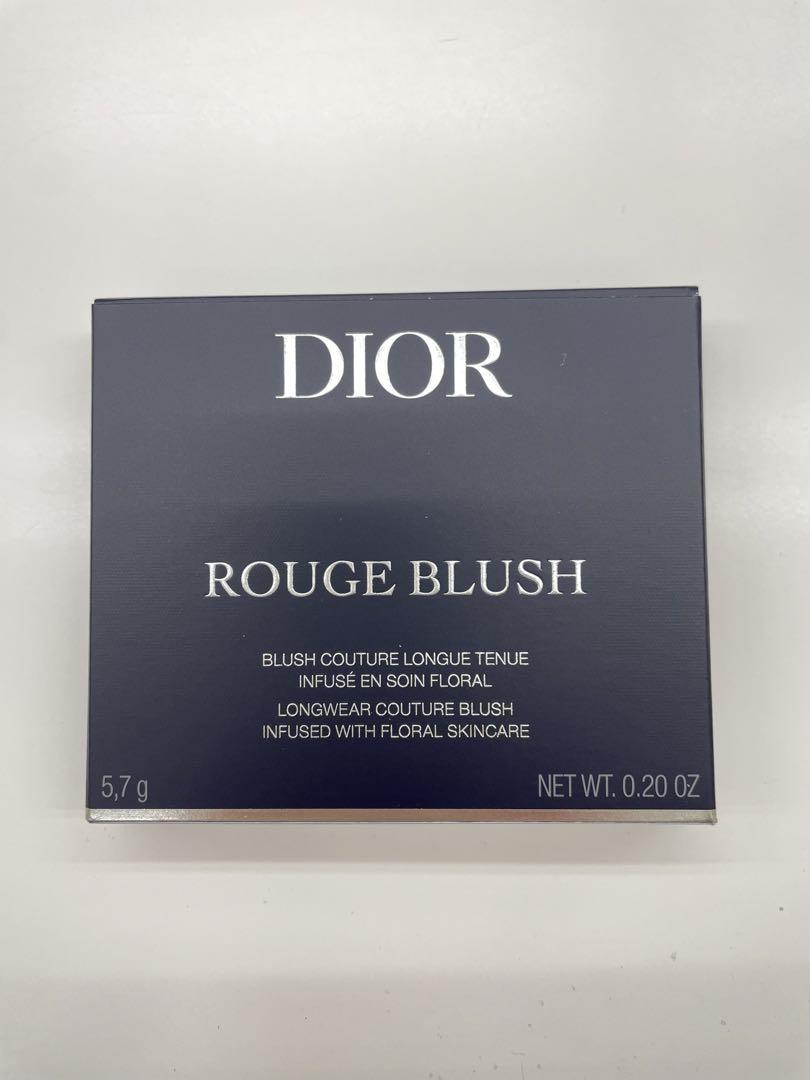 DIOR
ROUGE BLUSH
BLUSH COUTURE LONGUE TENUE
INFUSÉ EN SOIN FLORAL
LONGWEAR COUTURE BLUSH
INFUSED WITH FLORAL SKINCARE
5,7 g NET WT. 0.20 OZ